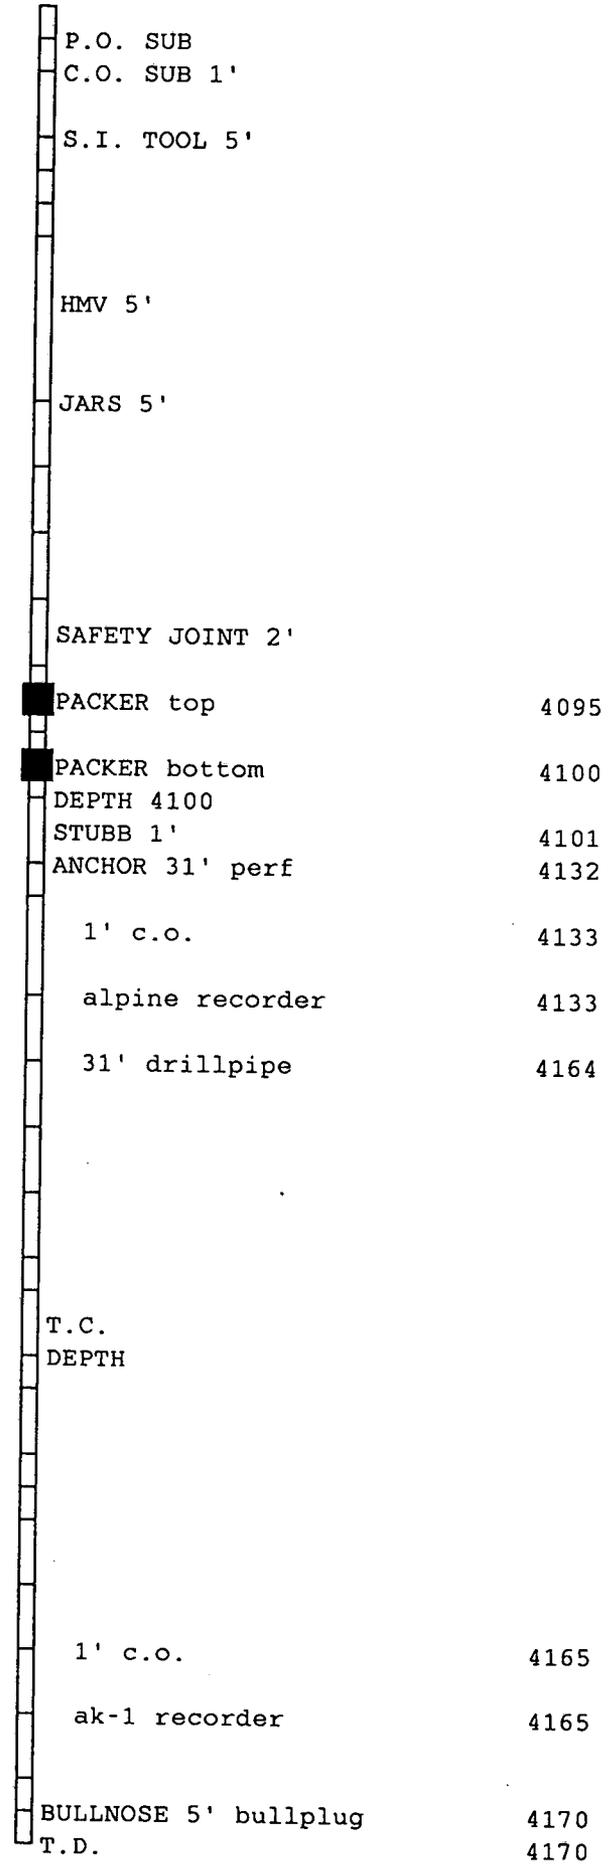 P.O. SUB
C.O. SUB 1'
S.I. TOOL 5'
HMV 5'
JARS 5'
SAFETY JOINT 2'
PACKER top 4095
PACKER bottom 4100
DEPTH 4100
STUBB 1' 4101
ANCHOR 31' perf 4132
1' c.o. 4133
alpine recorder 4133
31' drillpipe 4164
T.C.
DEPTH
1' c.o. 4165
ak-1 recorder 4165
BULLNOSE 5' bullplug 4170
T.D. 4170